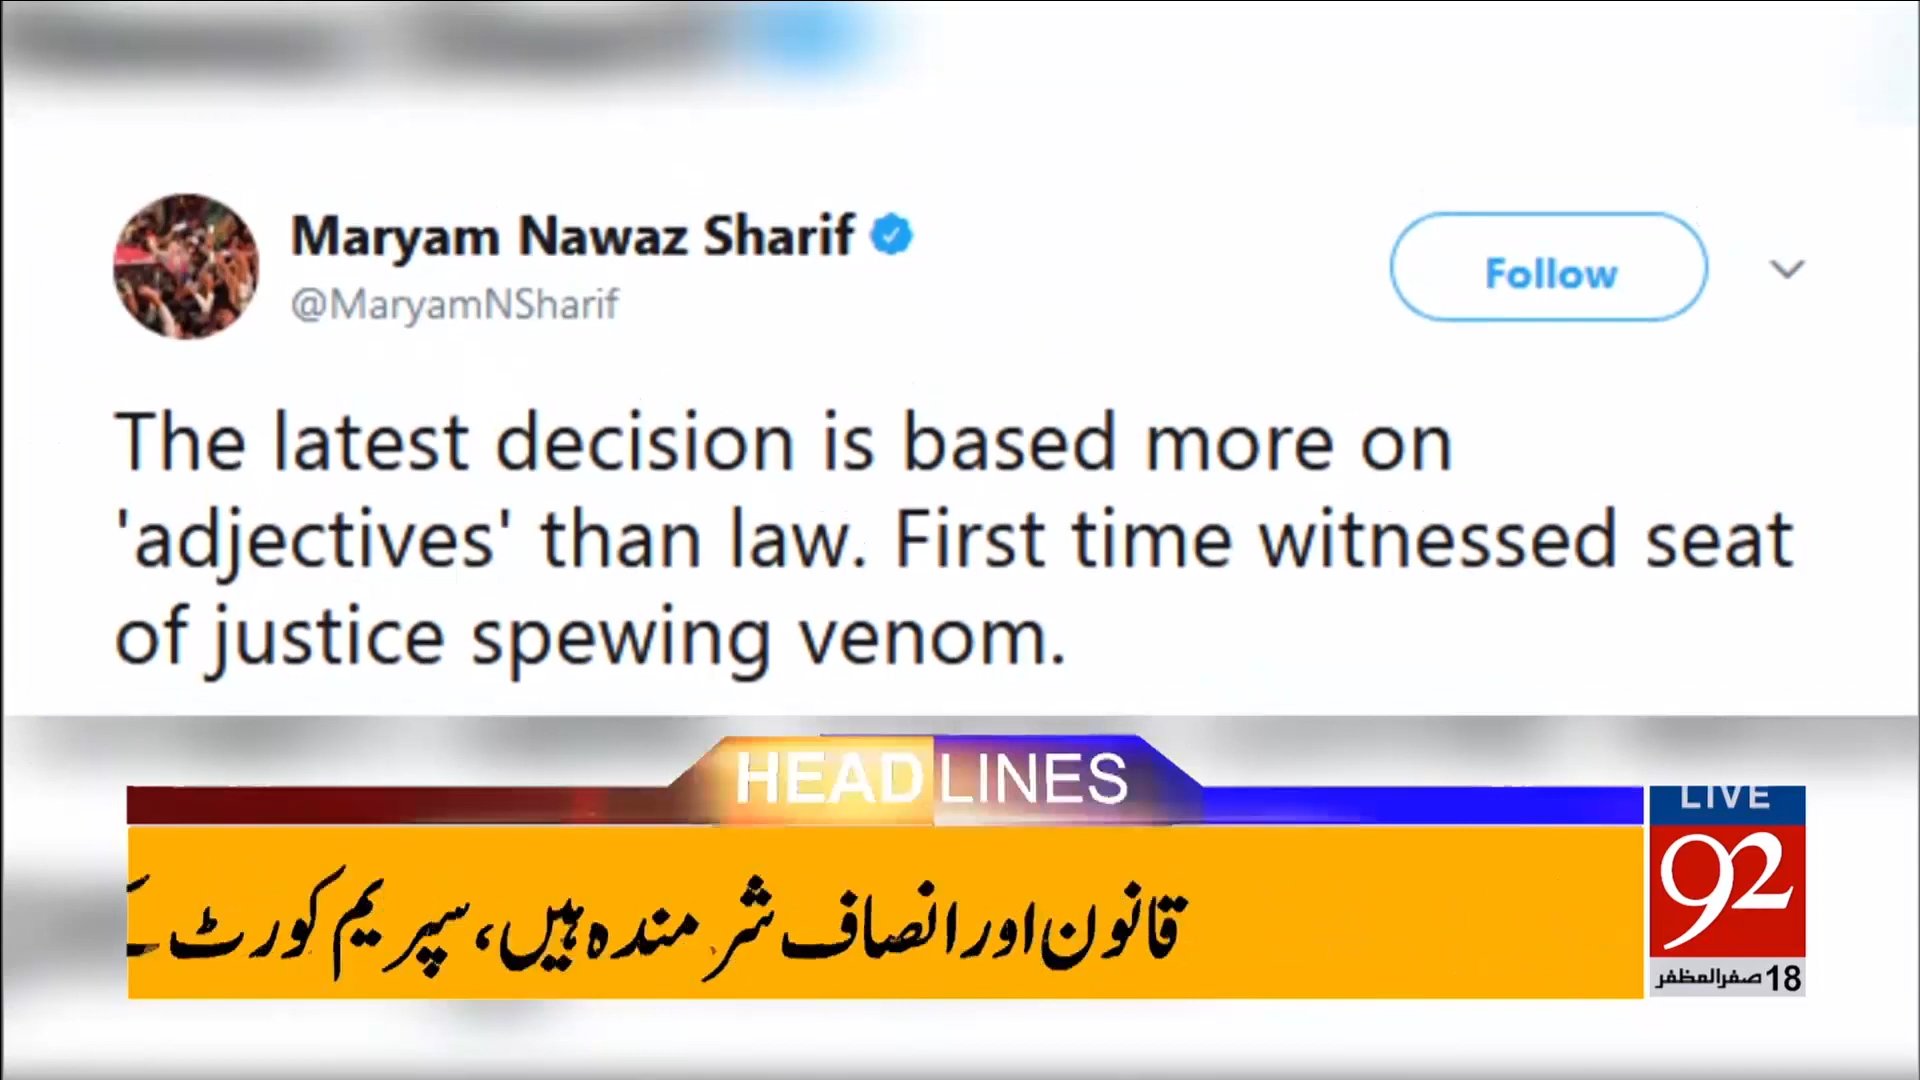 Maryam Nawaz Sharif
@MaryamNSharif
Follow
The latest decision is based more on
'adjectives' than law. First time witnessed seat
of justice spewing venom.
HEADLINES
LIVE
92
قانون اور انصاف شرمندہ ہیں، سپریم کورٹ کے
18 صفرالمظفر